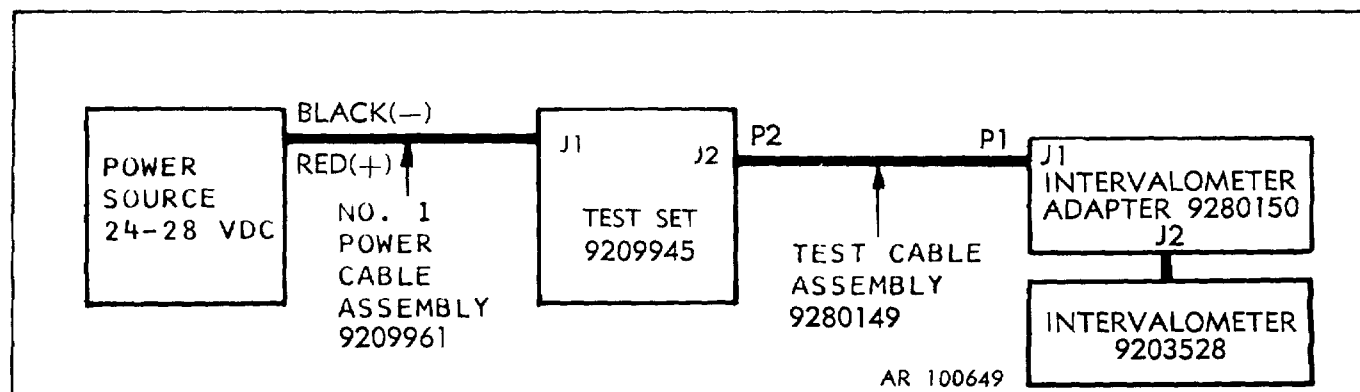 POWER
SOURCE
24-28 VDC
BLACK(—)
RED(+)
NO. 1
POWER
CABLE
ASSEMBLY
9209961
J1
J2
TEST SET
9209945
P2
P1
TEST CABLE
ASSEMBLY
9280149
J1
INTERVALOMETER
ADAPTER 9280150
J2
INTERVALOMETER
9203528
AR 100649